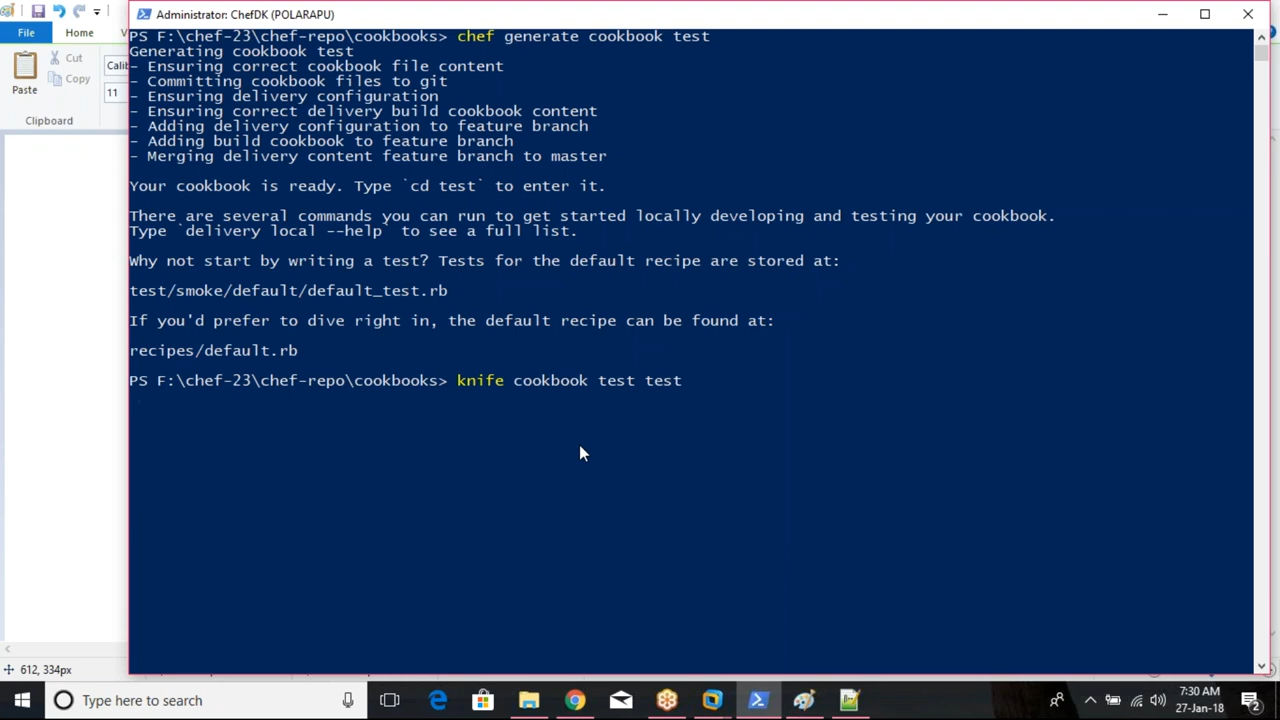 Administrator: ChefDK (POLARAPU)
File
Home
V
Paste
Cut
Copy
Calib
11
Clipboard
PS F:\chef-23\chef-repo\cookbooks> chef generate cookbook test
Generating cookbook test
- Ensuring correct cookbook file content
- Committing cookbook files to git
- Ensuring delivery configuration
- Ensuring correct delivery build cookbook content
- Adding delivery configuration to feature branch
- Adding build cookbook to feature branch
- Merging delivery content feature branch to master
Your cookbook is ready. Type `cd test` to enter it.
There are several commands you can run to get started locally developing and testing your cookbook.
Type `delivery local --help` to see a full list.
Why not start by writing a test? Tests for the default recipe are stored at:
test/smoke/default/default_test.rb
If you'd prefer to dive right in, the default recipe can be found at:
recipes/default.rb
PS F:\chef-23\chef-repo\cookbooks> knife cookbook test test
612, 334px
Type here to search
7:30 AM
27-Jan-18
2